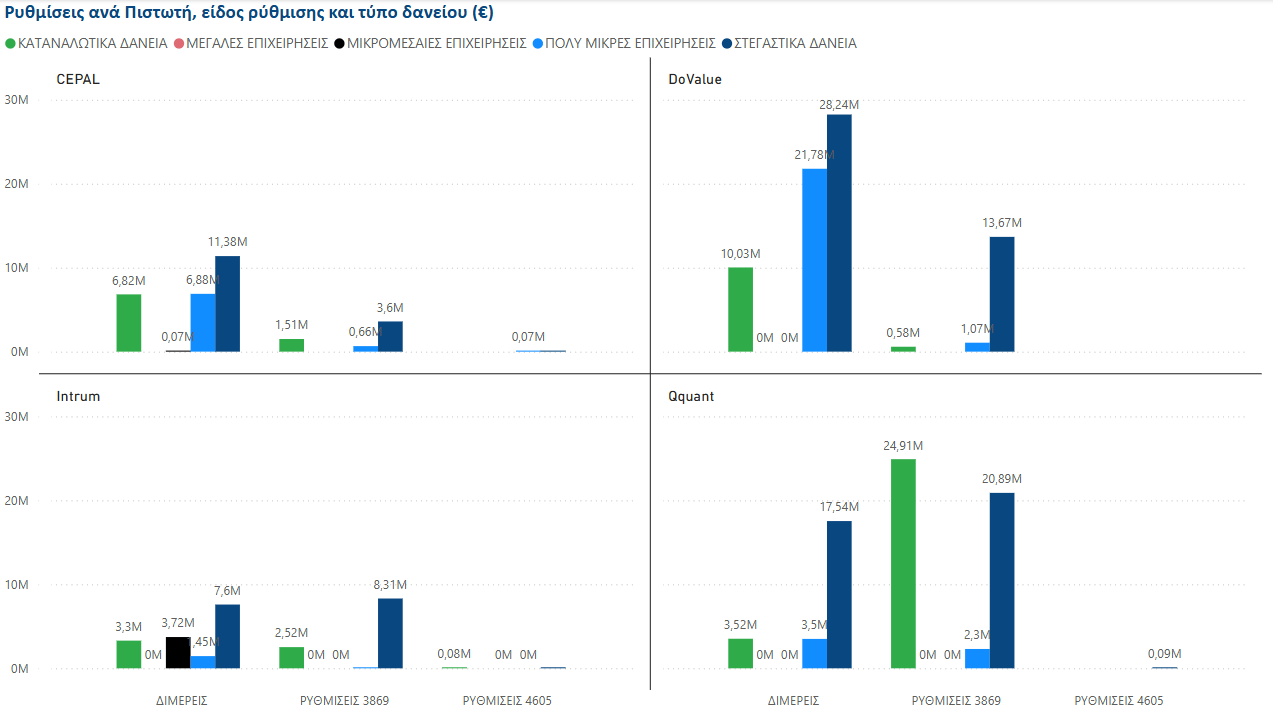 Ρυθμίσεις ανά Πιστωτή, είδος ρύθμισης και τύπο δανείου (€)
ΚΑΤΑΝΑΛΩΤΙΚΑ ΔΑΝΕΙΑ ΜΕΓΑΛΕΣ ΕΠΙΧΕΙΡΗΣΕΙΣ ΜΙΚΡΟΜΕΣΑΙΕΣ ΕΠΙΧΕΙΡΗΣΕΙΣ ΠΟΛΥ ΜΙΚΡΕΣ ΕΠΙΧΕΙΡΗΣΕΙΣ ΣΤΕΓΑΣΤΙΚΑ ΔΑΝΕΙΑ
CEPAL
30M
20M
10M
0M
6,82M
0,07M
6,88M
11,38M
1,51M
0,66M
3,6M
0,07M
DoValue
10,03M
0M
0M
21,78M
28,24M
0,58M
1,07M
13,67M
Intrum
30M
20M
10M
0M
3,3M
0M
3,72M
,45M
7,6M
2,52M
0M
0M
8,31M
0,08M
0M
0M
Qquant
3,52M
0M
0M
3,5M
17,54M
24,91M
0M
0M
2,3M
20,89M
0,09M
ΔΙΜΕΡΕΙΣ
ΡΥΘΜΙΣΕΙΣ 3869
ΡΥΘΜΙΣΕΙΣ 4605
ΔΙΜΕΡΕΙΣ
ΡΥΘΜΙΣΕΙΣ 3869
ΡΥΘΜΙΣΕΙΣ 4605